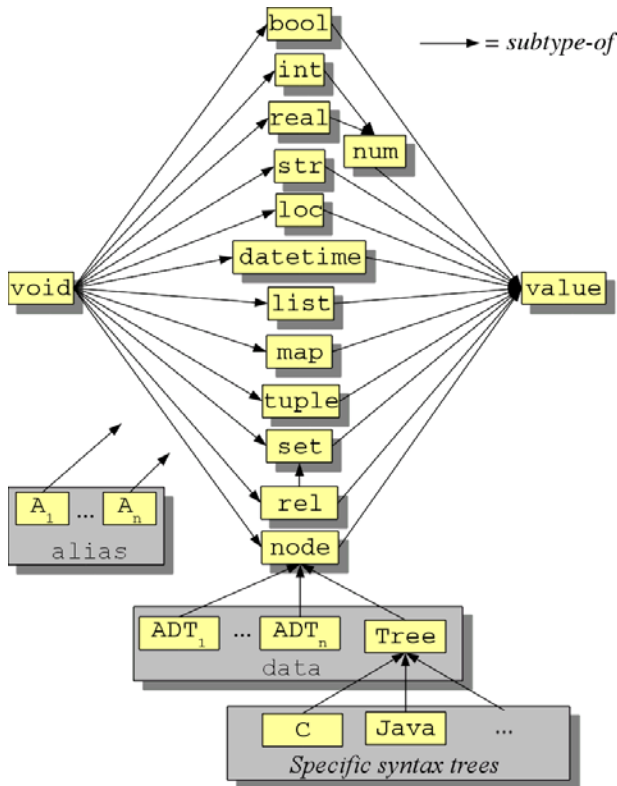 bool
= subtype-of
int
real
num
str
loc
datetime
void
value
list
map
tuple
set
A1 ... An
rel
alias
node
ADT1 ... ADTn Tree
data
C Java ...
Specific syntax trees